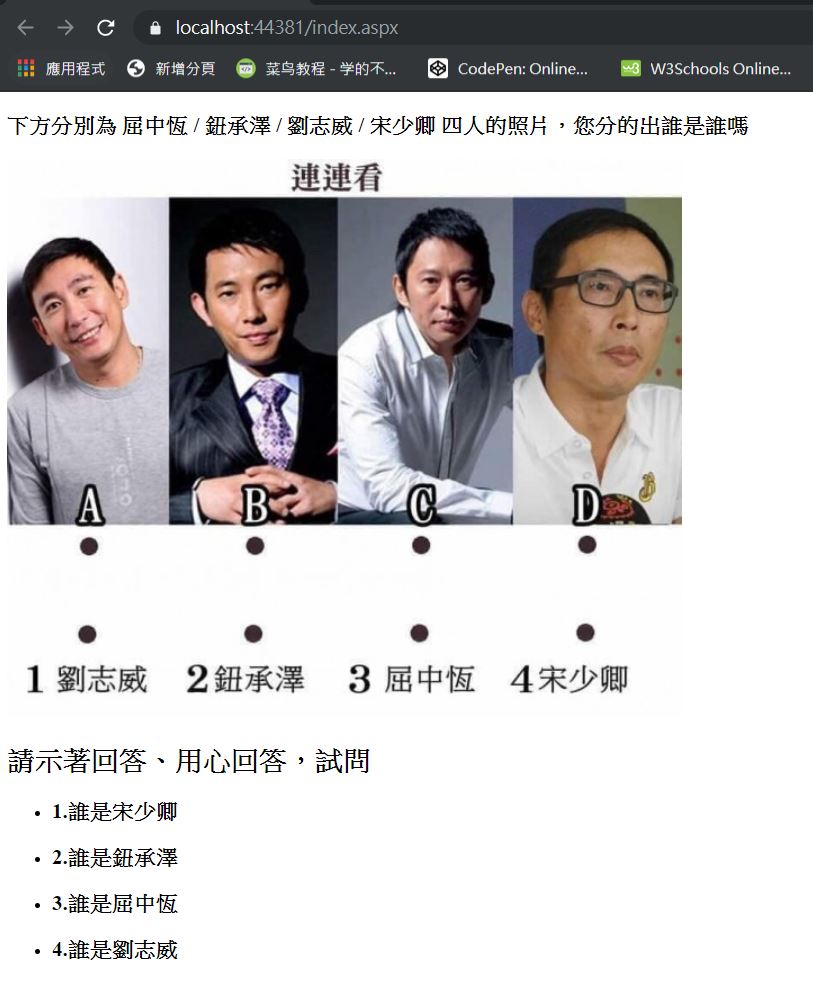 localhost:44381/index.aspx
應用程式 新增分頁 菜鸟教程 - 学的不... CodePen: Online... W3Schools Online...
下方分別為 屈中恆 / 鈕承澤 / 劉志威 / 宋少卿 四人的照片，您分的出誰是誰嗎
連連看
A B C D
1 劉志威 2鈕承澤 3 屈中恆 4宋少卿
請示著回答、用心回答，試問
1.誰是宋少卿
2.誰是鈕承澤
3.誰是屈中恆
4.誰是劉志威